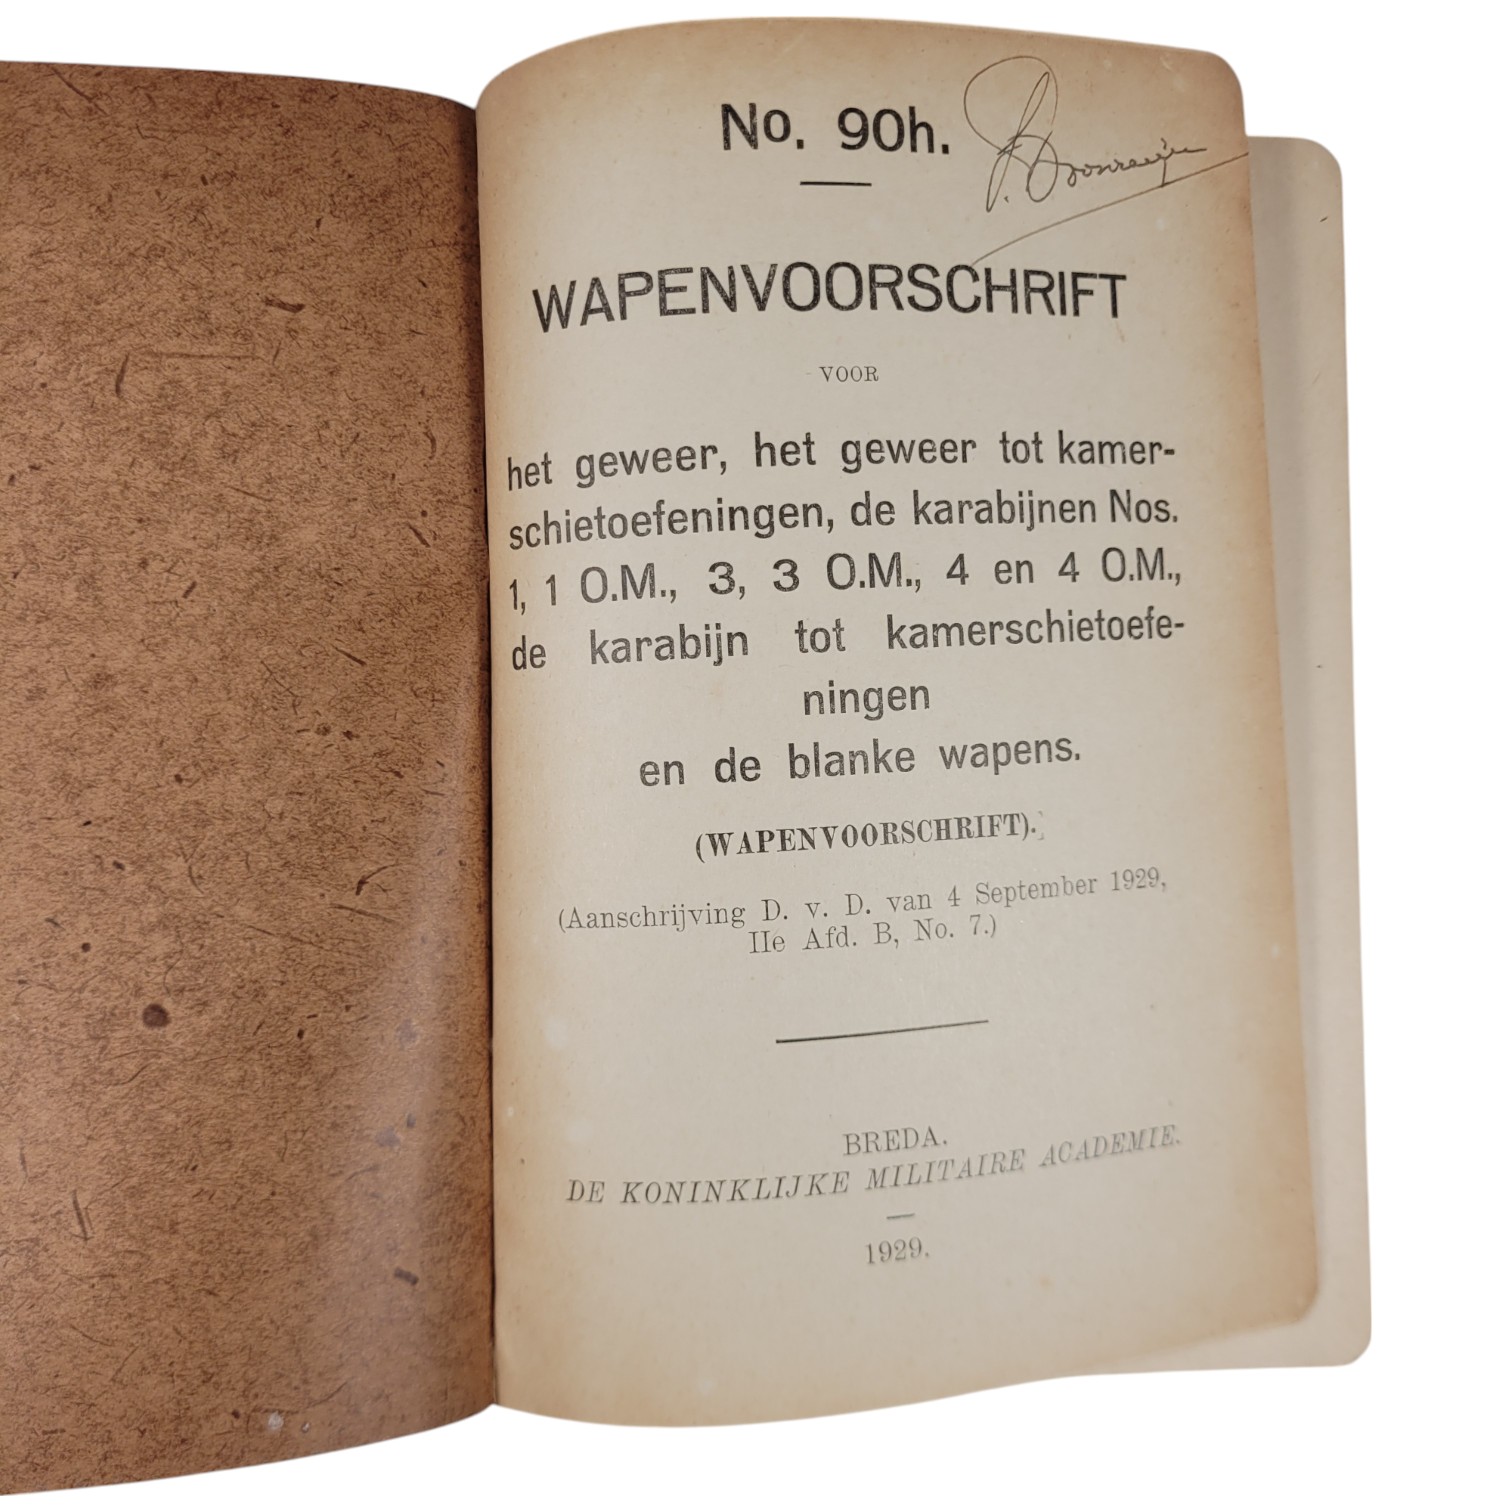 No. 90h.
WAPENVOORSCHRIFT
VOOR
het geweer, het geweer tot kamer-
schietoefeningen, de karabijnen Nos.
1, 1 O.M., 3, 3 O.M., 4 en 4 O.M.,
de karabijn tot kamerschietoefe-
ningen
en de blanke wapens.
(WAPENVOORSCHRIFT).
(Aanschrijving D. v. D. van 4 September 1929,
IIe Afd. B, No. 7.)
BREDA.
DE KONINKLIJKE MILITAIRE ACADEMIE.
1929.